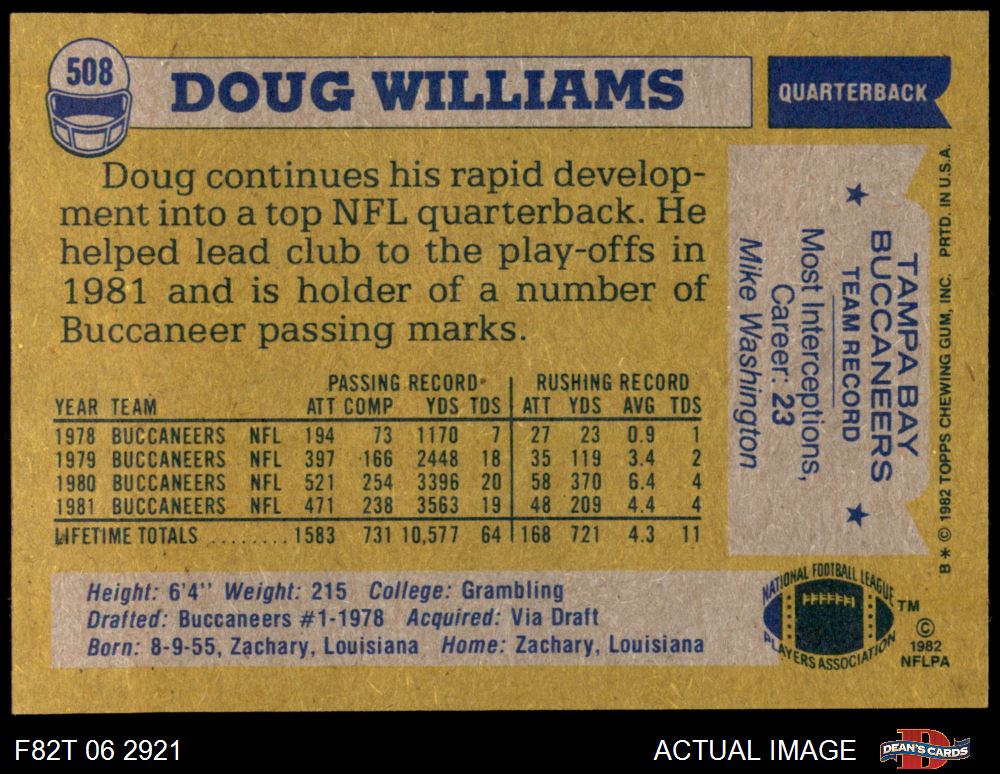 508
DOUG WILLIAMS
QUARTERBACK
Doug continues his rapid develop-
ment into a top NFL quarterback. He
helped lead club to the play-offs in
1981 and is holder of a number of
Buccaneer passing marks.
PASSING RECORD RUSHING RECORD
YEAR TEAM ATT COMP YDS TDS ATT YDS AVG TDS
1978 BUCCANEERS NFL 194 73 1170 7 27 23 0.9 1
1979 BUCCANEERS NFL 397 166 2448 18 35 119 3.4 2
1980 BUCCANEERS NFL 521 254 3396 20 58 370 6.4 4
1981 BUCCANEERS NFL 471 238 3563 19 48 209 4.4 4
LIFETIME TOTALS ........ 1583 731 10,577 64 168 721 4.3 11
Height: 6'4'' Weight: 215 College: Grambling
Drafted: Buccaneers #1-1978 Acquired: Via Draft
Born: 8-9-55, Zachary, Louisiana Home: Zachary, Louisiana
TAMPA BAY
BUCCANEERS
★ TEAM RECORD ★
Most Interceptions,
Career: 23
Mike Washington
B * © 1982 TOPPS CHEWING GUM, INC. PRTD. IN U.S.A.
NATIONAL FOOTBALL LEAGUE
PLAYERS ASSOCIATION
TM
©
1982
NFLPA
F82T 06 2921
ACTUAL IMAGE
DEAN'S CARDS